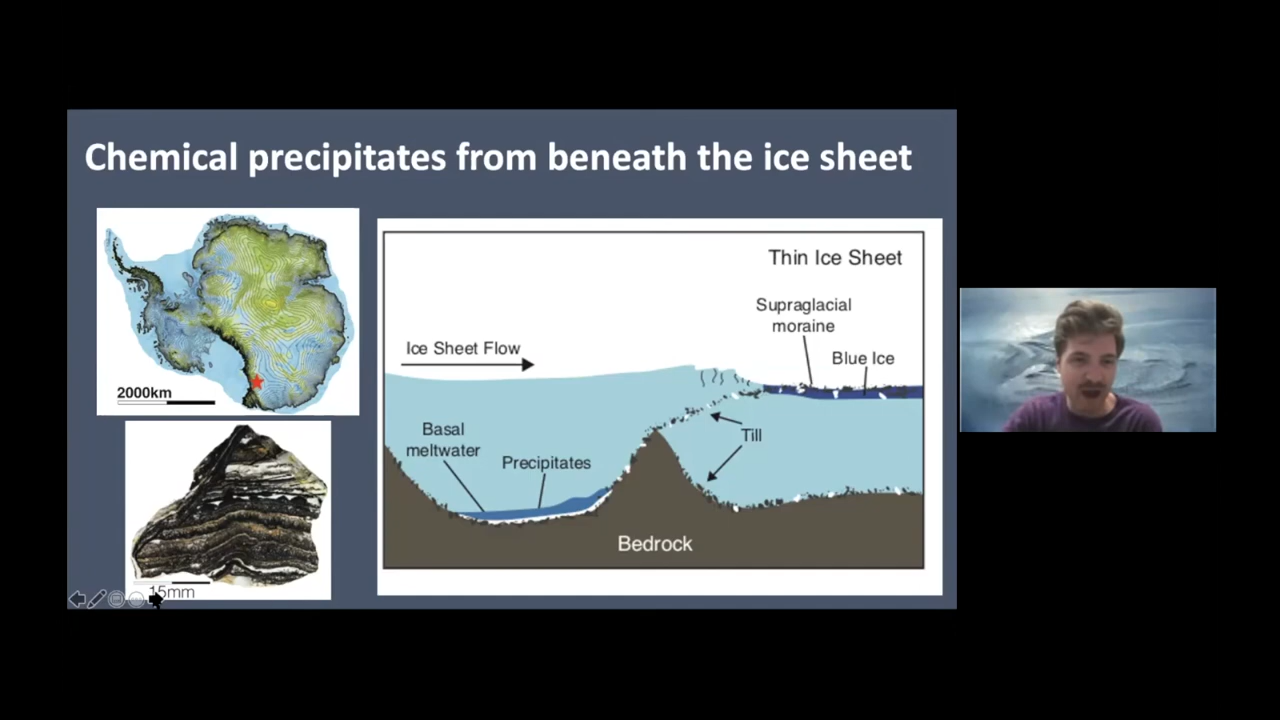 Chemical precipitates from beneath the ice sheet
2000km
15mm
Thin Ice Sheet
Supraglacial
moraine
Blue Ice
Ice Sheet Flow
Basal
meltwater
Precipitates
Till
Bedrock